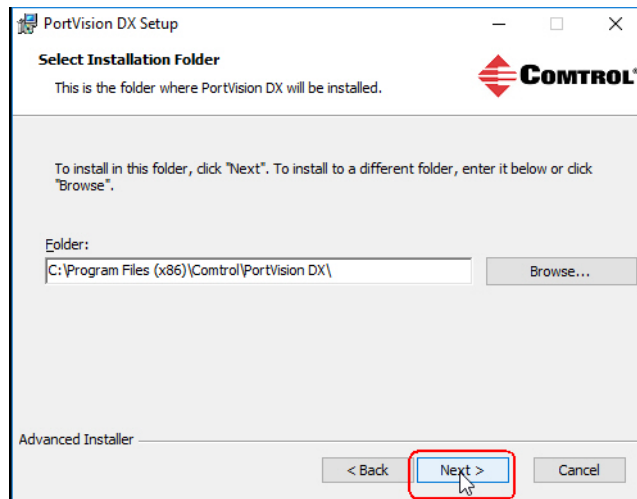 PortVision DX Setup
Select Installation Folder
This is the folder where PortVision DX will be installed.
COMTROL®
To install in this folder, click "Next". To install to a different folder, enter it below or click
"Browse".
Folder:
C:\Program Files (x86)\Comtrol\PortVision DX\
Browse...
Advanced Installer
< Back
Next >
Cancel